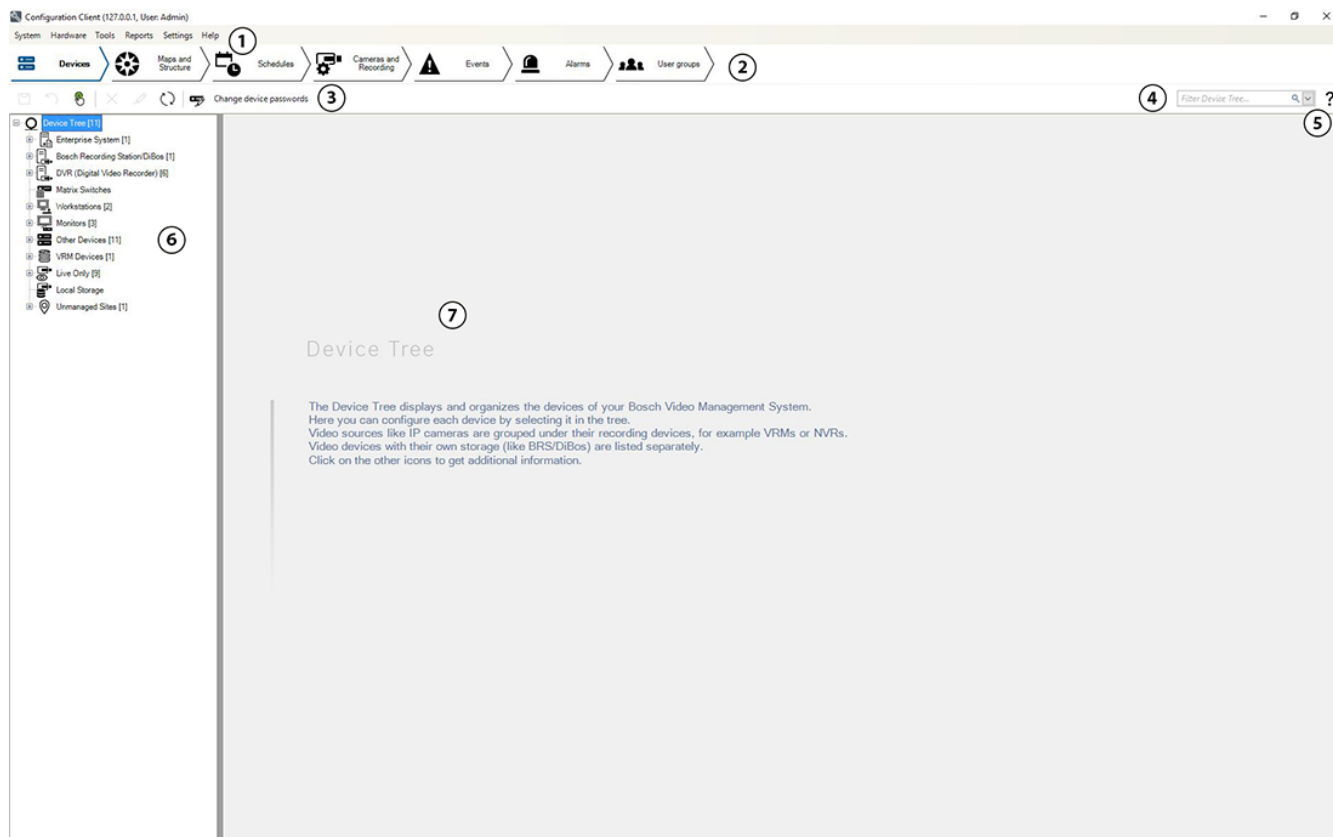 Configuration Client (127.0.0.1, User: Admin)
System Hardware Tools Reports Settings Help
1
Devices
Maps and
Structure
Schedules
Cameras and
Recording
Events
Alarms
User groups
2
Change device passwords
3
4
Filter Device Tree...
?
5
Device Tree [11]
Enterprise System [1]
Bosch Recording Station/DiBos [1]
DVR (Digital Video Recorder) [6]
Matrix Switches
Workstations [2]
Monitors [3]
Other Devices [11]
6
VRM Devices [1]
Live Only [9]
Local Storage
Unmanaged Sites [1]
7
Device Tree
The Device Tree displays and organizes the devices of your Bosch Video Management System.
Here you can configure each device by selecting it in the tree.
Video sources like IP cameras are grouped under their recording devices, for example VRMs or NVRs.
Video devices with their own storage (like BRS/DiBos) are listed separately.
Click on the other icons to get additional information.